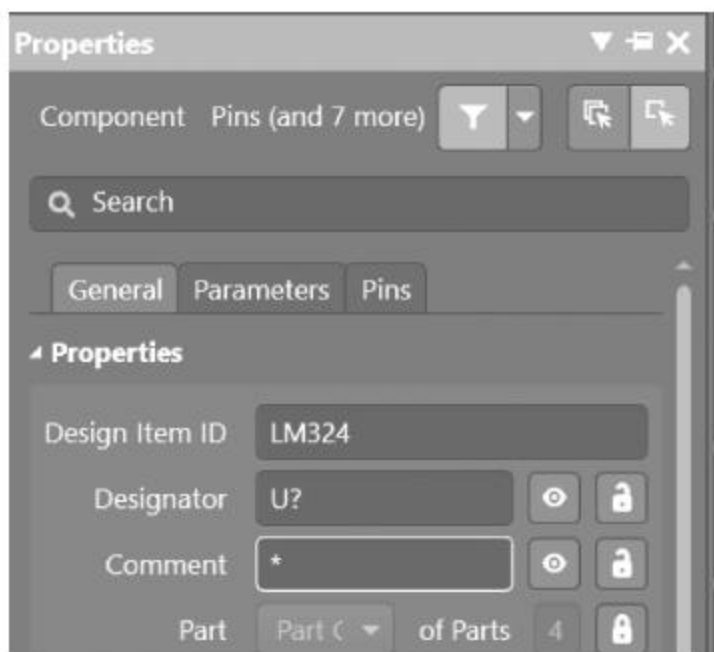 Properties
Component Pins (and 7 more)
Search
General Parameters Pins
Properties
Design Item ID LM324
Designator U?
Comment *
Part Part C of Parts 4